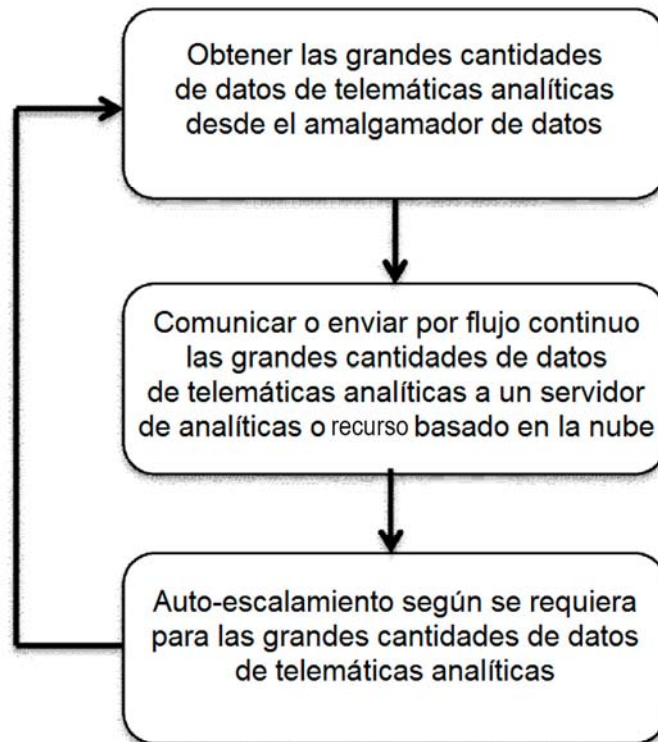 Obtener las grandes cantidades
de datos de telemáticas analíticas
desde el amalgamador de datos
Comunicar o enviar por flujo continuo
las grandes cantidades de datos
de telemáticas analíticas a un servidor
de analíticas o recurso basado en la nube
Auto-escalamiento según se requiera
para las grandes cantidades de datos
de telemáticas analíticas